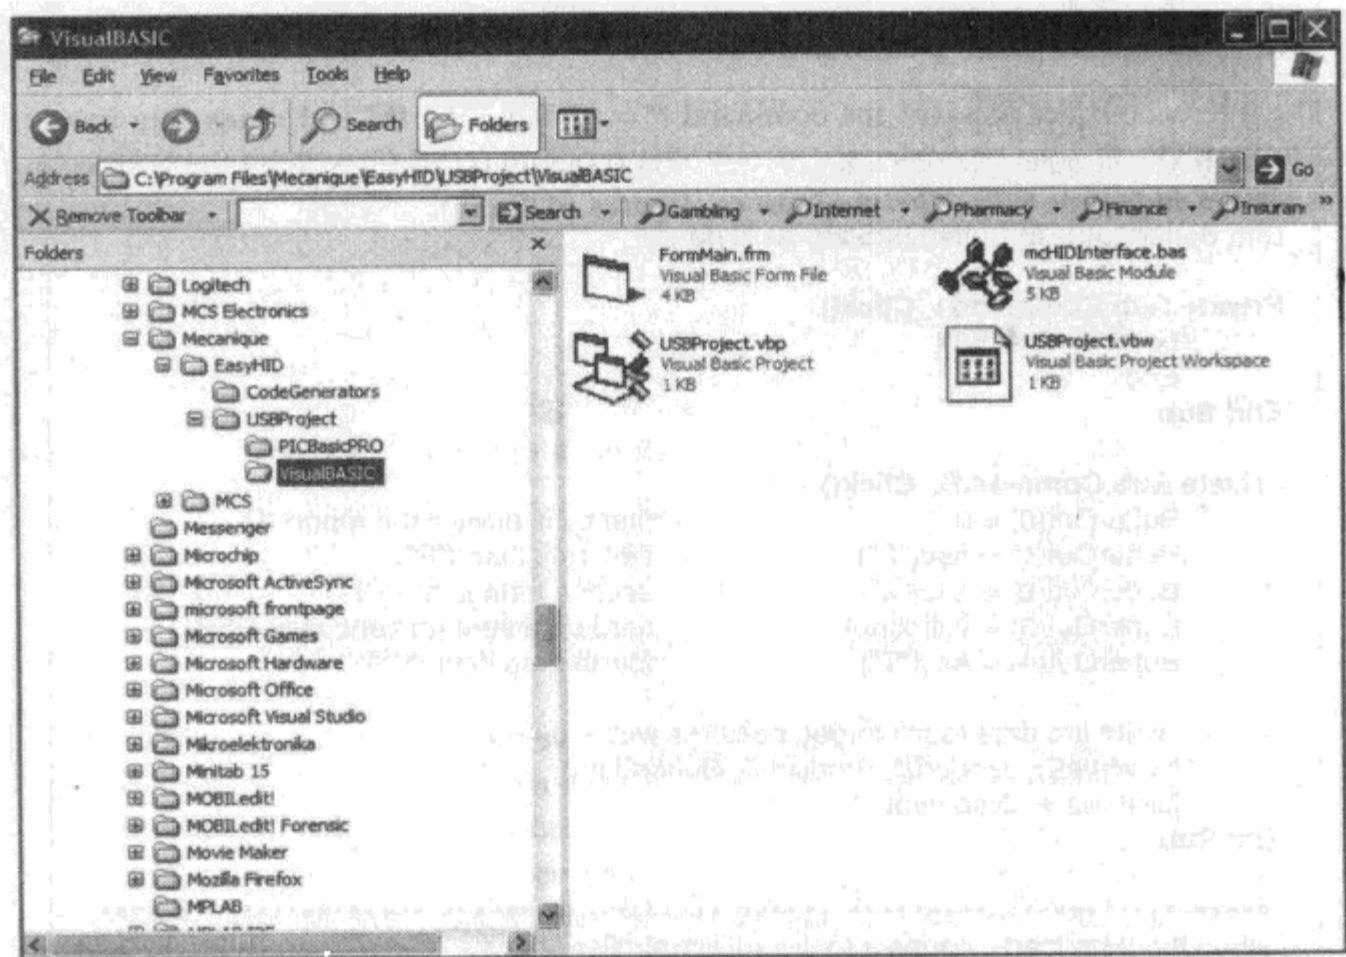 VisualBASIC
File Edit View Favorites Tools Help
Back Search Folders
Address C:\Program Files\Mecanique\EasyHID\USBProject\VisualBASIC Go
Remove Toolbar Search Gambling Internet Pharmacy Finance Insuran »
Folders
Logitech
MCS Electronics
Mecanique
EasyHID
CodeGenerators
USBProject
PICBasicPRO
VisualBASIC
MCS
Messenger
Microchip
Microsoft ActiveSync
microsoft frontpage
Microsoft Games
Microsoft Hardware
Microsoft Office
Microsoft Visual Studio
Mikroelektronika
Minitab 15
MOBILedit!
MOBILedit! Forensic
Movie Maker
Mozilla Firefox
MPLAB
FormMain.frm
Visual Basic Form File
4 KB
mcHIDInterface.bas
Visual Basic Module
5 KB
USBProject.vbp
Visual Basic Project
1 KB
USBProject.vbw
Visual Basic Project Workspace
1 KB